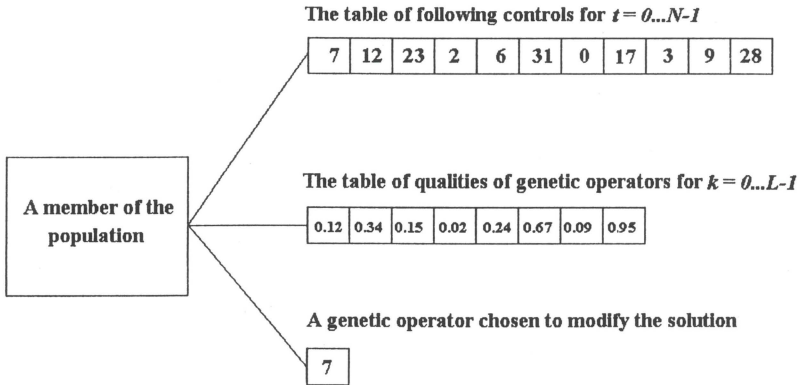 The table of following controls for t = 0...N-1
7 12 23 2 6 31 0 17 3 9 28
The table of qualities of genetic operators for k = 0...L-1
A member of the
population
0.12 0.34 0.15 0.02 0.24 0.67 0.09 0.95
A genetic operator chosen to modify the solution
7